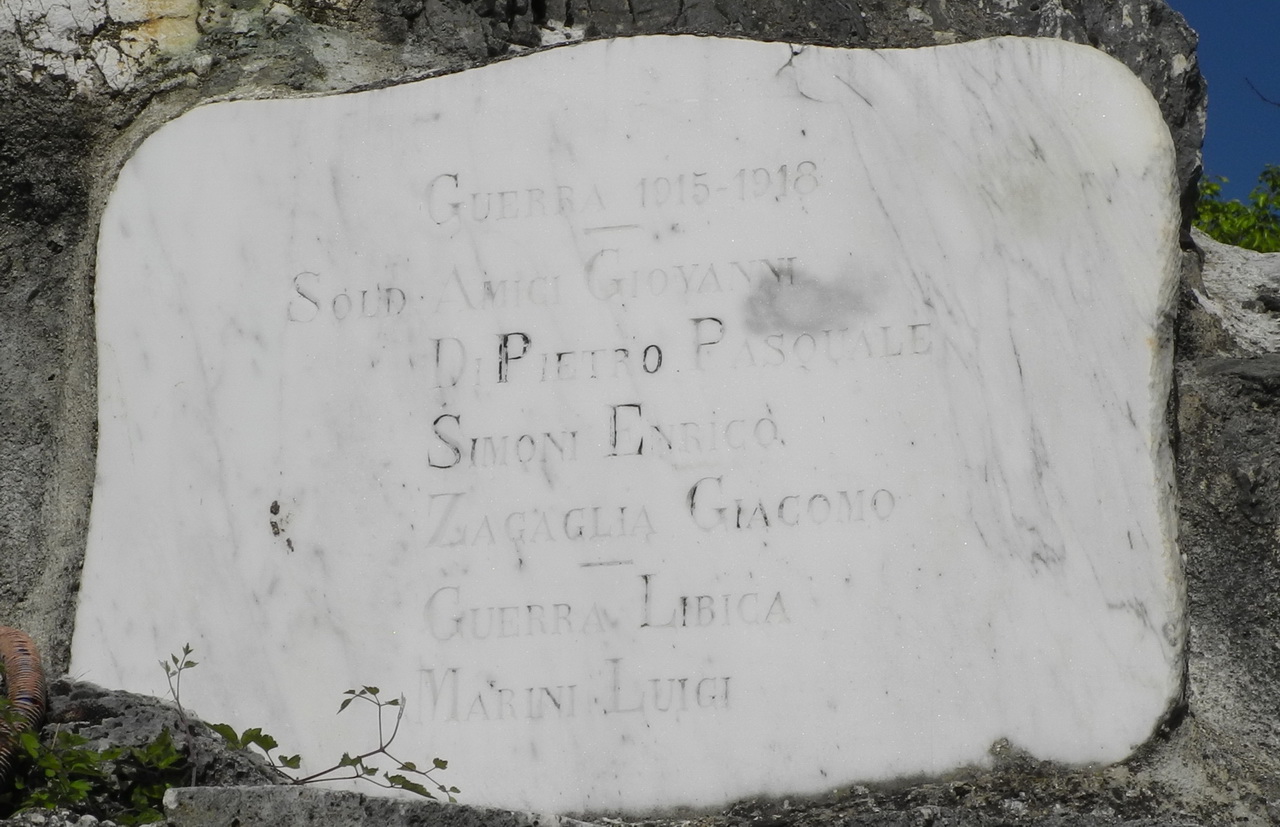 GUERRA 1915-1918
SOLD AMICI GIOVANNI
DI PIETRO PASQUALE
SIMONI ENRICO
ZAGAGLIA GIACOMO
GUERRA LIBICA
MARINI LUIGI